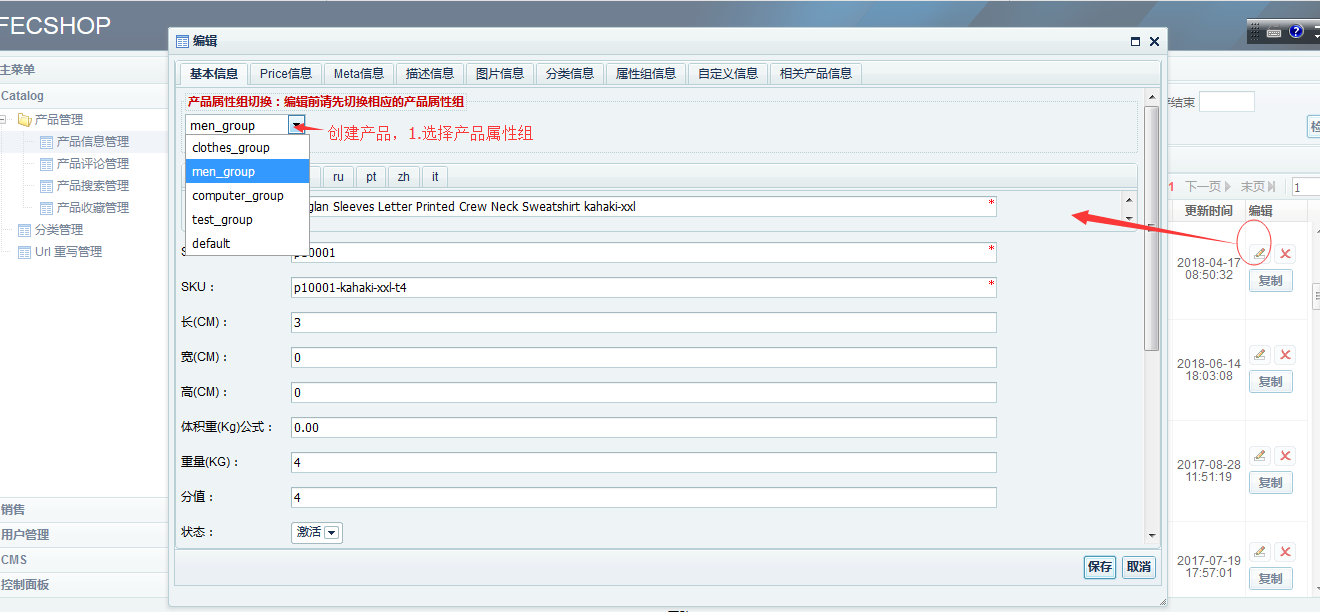 FECSHOP
主菜单
Catalog
产品管理
产品信息管理
产品评论管理
产品搜索管理
产品收藏管理
分类管理
Url 重写管理
销售
用户管理
CMS
控制面板
编辑
基本信息 Price信息 Meta信息 描述信息 图片信息 分类信息 属性组信息 自定义信息 相关产品信息
产品属性组切换：编辑前请先切换相应的产品属性组
men_group
创建产品，1.选择产品属性组
clothes_group
men_group
computer_group
test_group
default
ru pt zh it
glan Sleeves Letter Printed Crew Neck Sweatshirt kahaki-xxl *
*
SKU： p10001-kahaki-xxl-t4 *
长(CM)： 3
宽(CM)： 0
高(CM)： 0
体积重(Kg)公式： 0.00
重量(KG)： 4
分值： 4
状态： 激活
保存 取消
结束
1 下一页 末页 1
更新时间 编辑
2018-04-17
08:50:32
复制
2018-06-14
18:03:08
复制
2017-08-28
11:51:19
复制
2017-07-19
17:57:01
复制